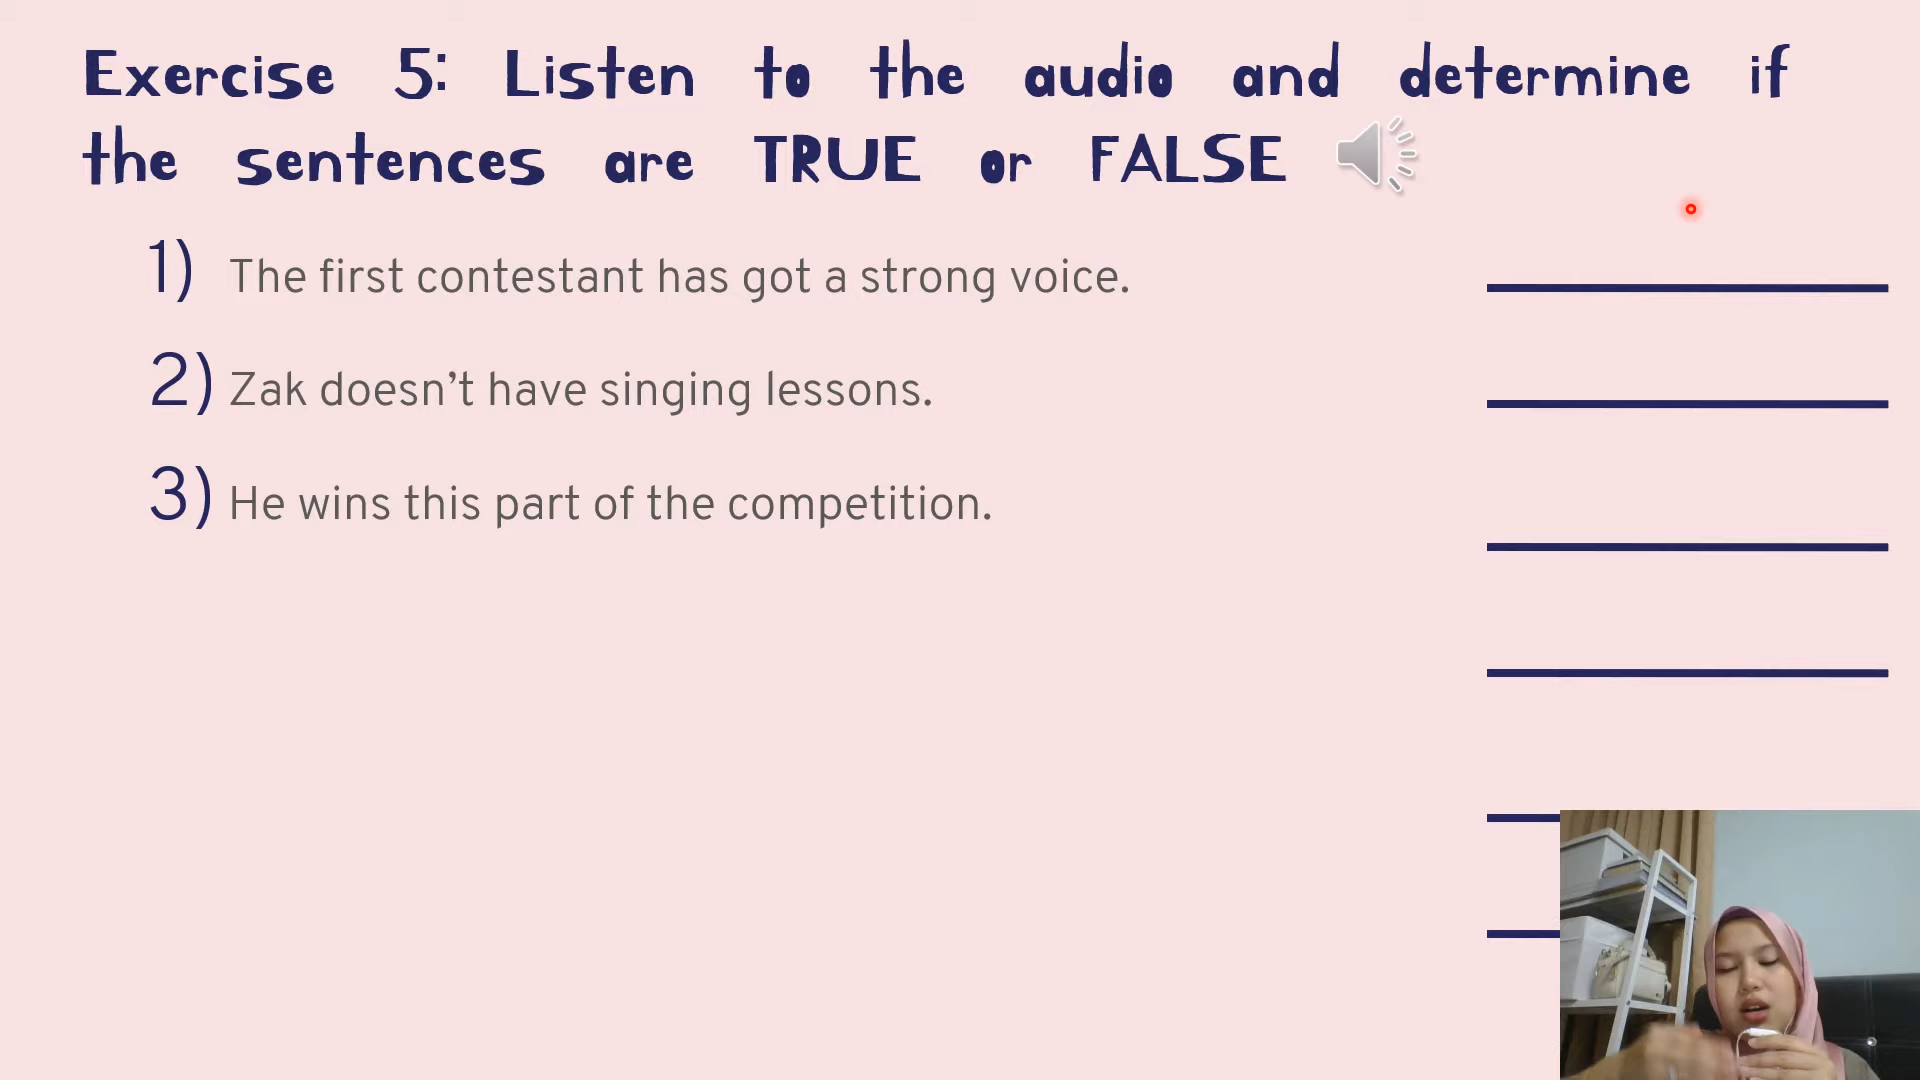 Exercise 5: Listen to the audio and determine if
the sentences are TRUE or FALSE
1) The first contestant has got a strong voice.
2) Zak doesn’t have singing lessons.
3) He wins this part of the competition.